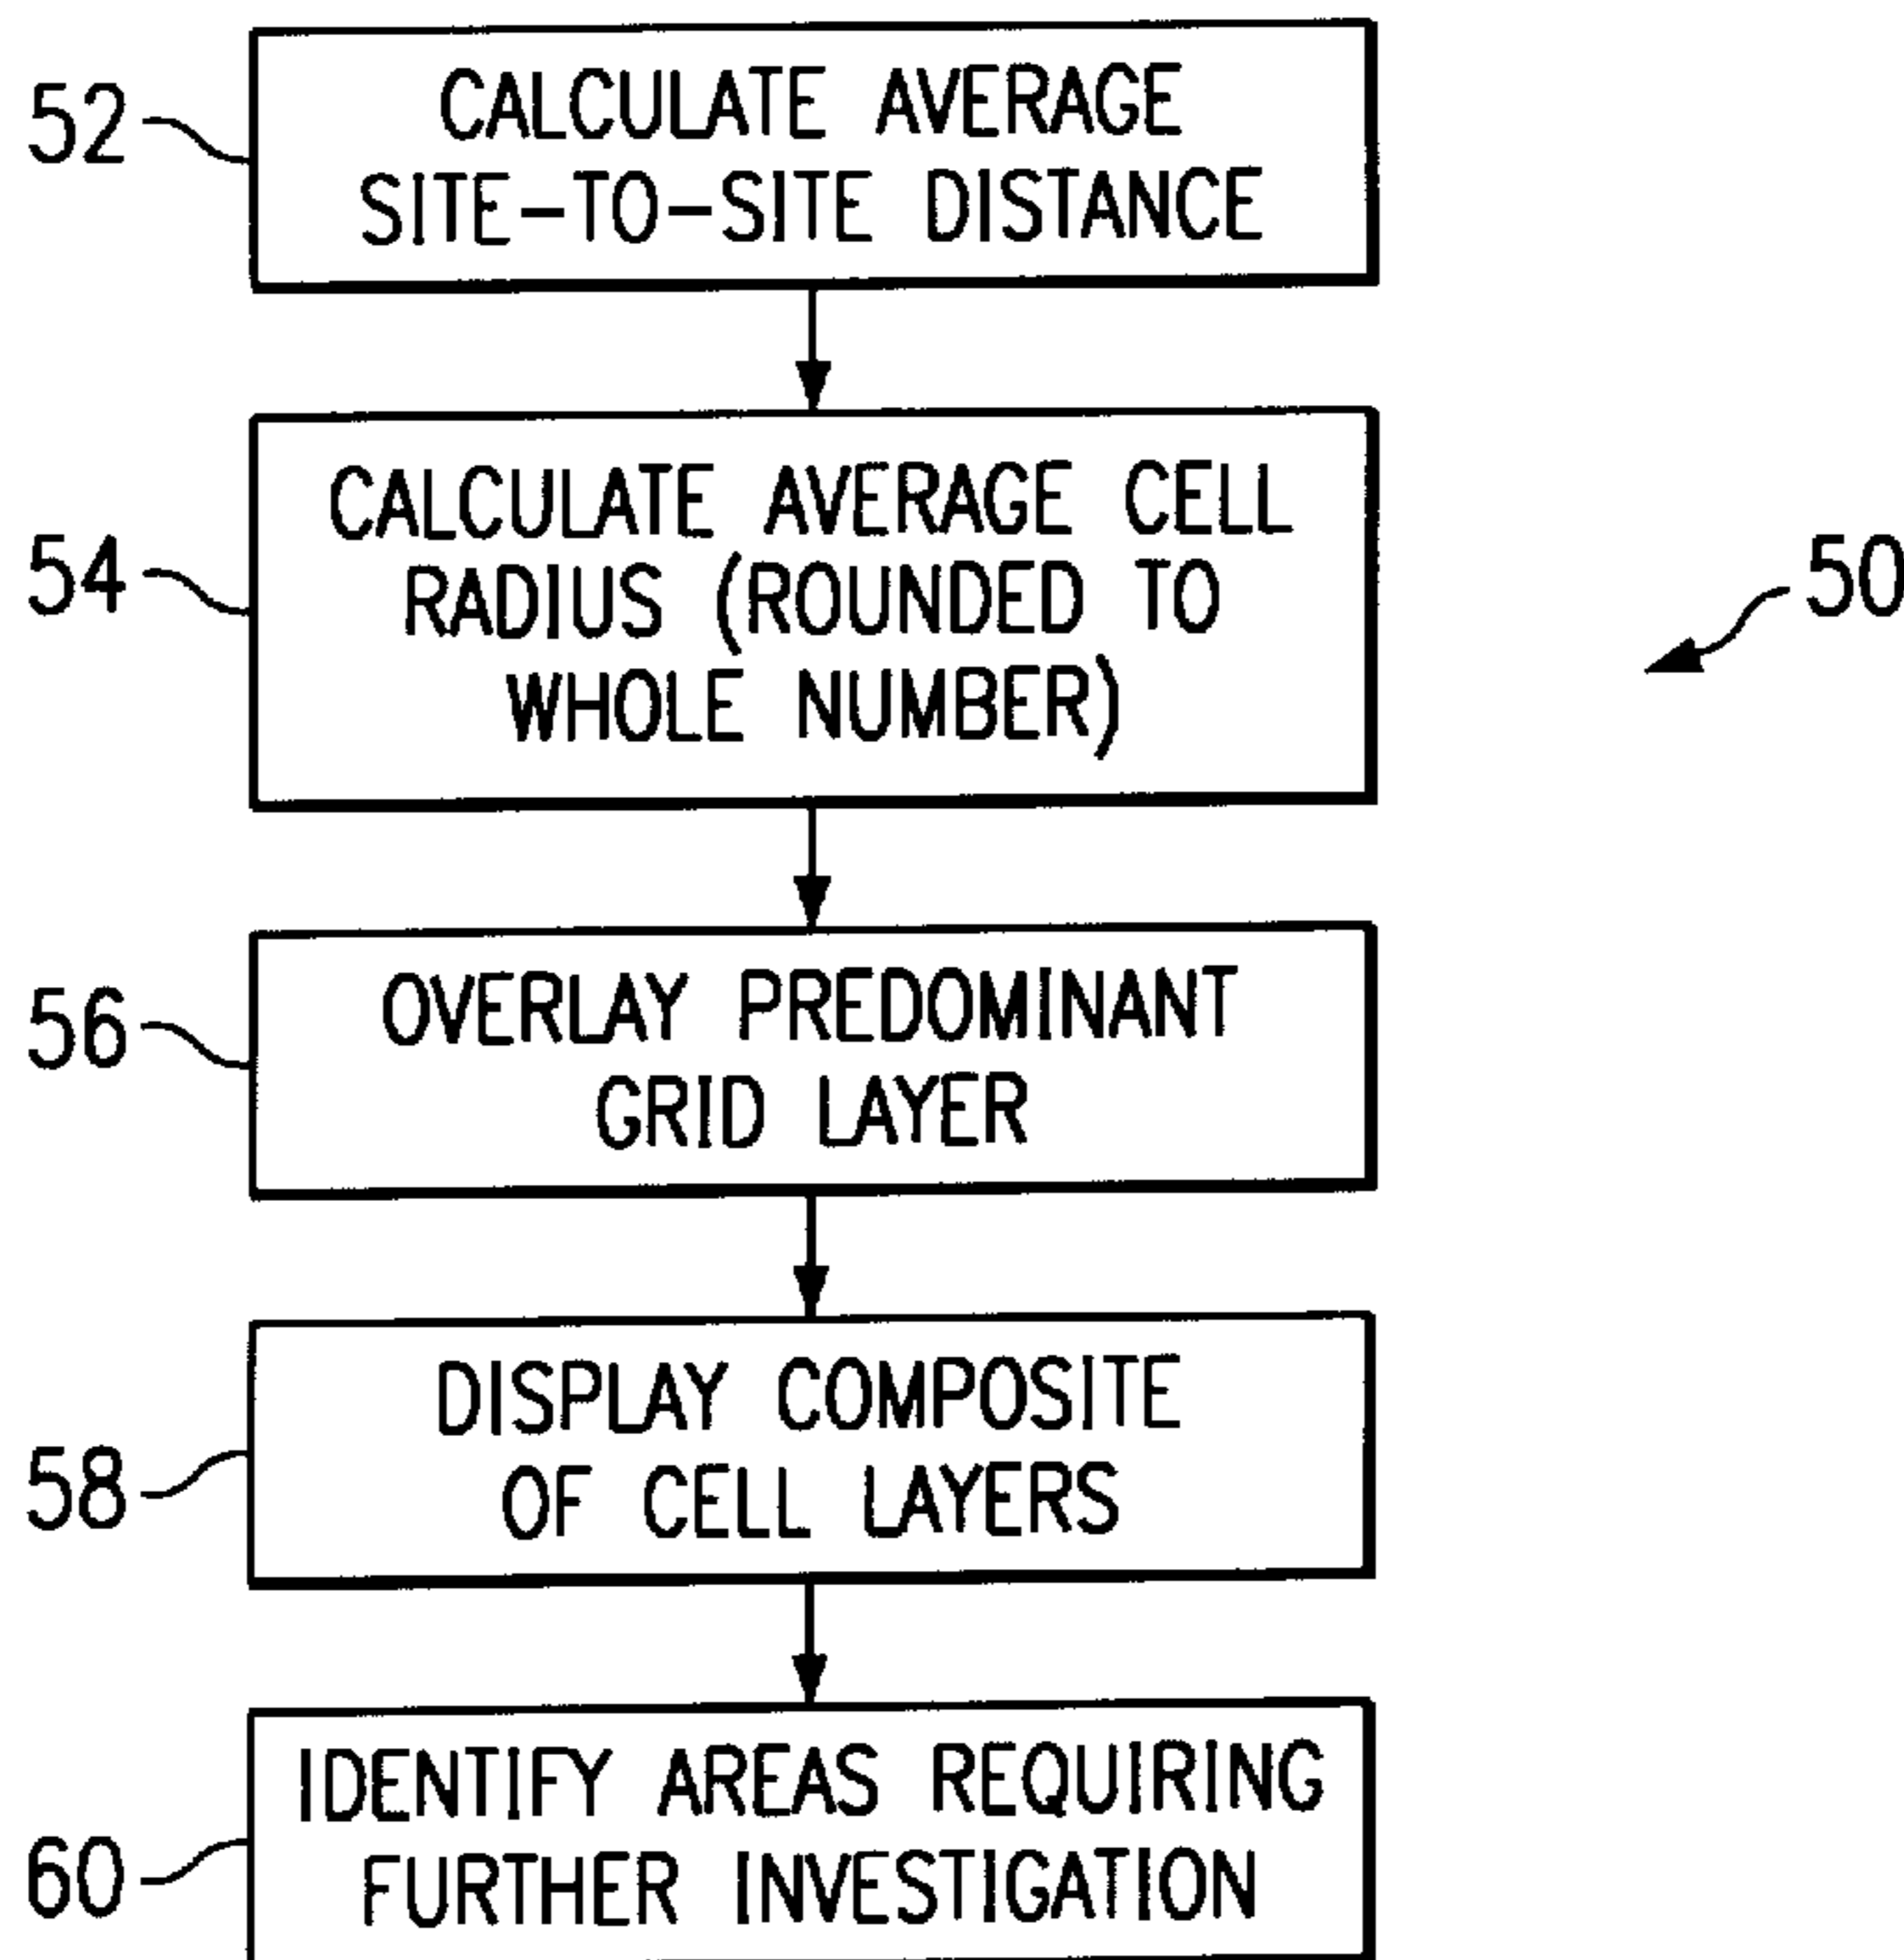 52
CALCULATE AVERAGE
SITE-TO-SITE DISTANCE
54
CALCULATE AVERAGE CELL
RADIUS (ROUNDED TO
WHOLE NUMBER)
50
56
OVERLAY PREDOMINANT
GRID LAYER
58
DISPLAY COMPOSITE
OF CELL LAYERS
60
IDENTIFY AREAS REQUIRING
FURTHER INVESTIGATION